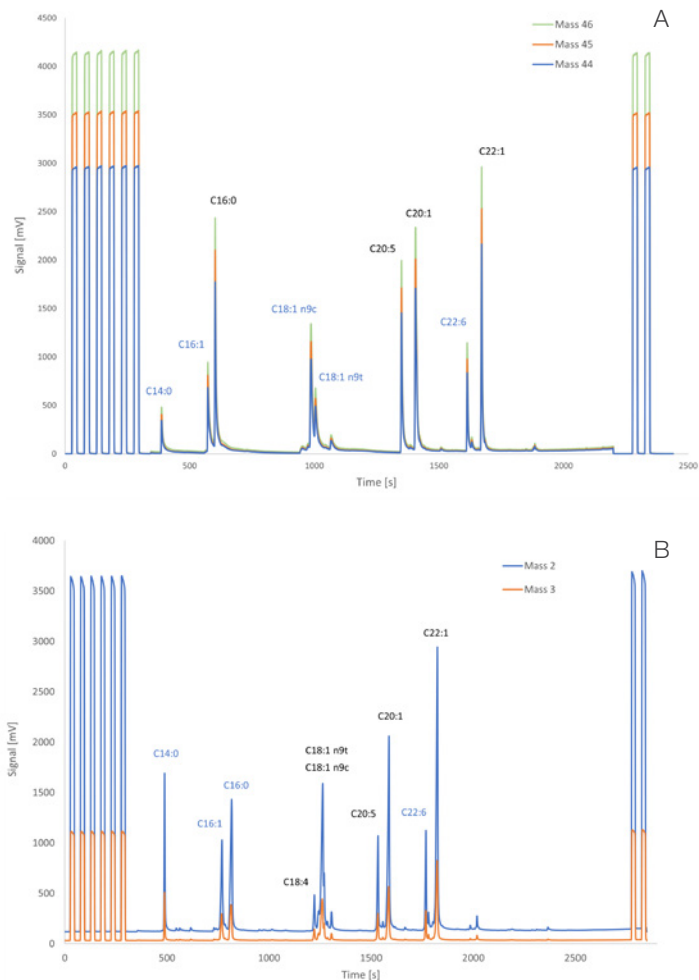 A
Mass 46
Mass 45
Mass 44
Signal [mV]
4500
4000
3500
3000
2500
2000
1500
1000
500
0
C14:0
C16:1
C16:0
C18:1 n9c
C18:1 n9t
C20:5
C20:1
C22:6
C22:1
0
500
1000
1500
2000
2500
Time [s]
B
Mass 2
Mass 3
Signal [mV]
4000
3500
3000
2500
2000
1500
1000
500
0
C14:0
C16:1
C16:0
C18:4
C18:1 n9t
C18:1 n9c
C20:5
C20:1
C22:6
C22:1
0
500
1000
1500
2000
2500
Time [s]